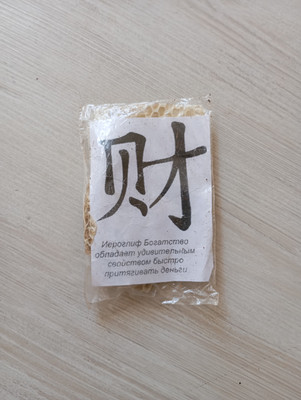 财
Иероглиф Богатство
обладает удивительным
свойством быстро
притягивать деньги